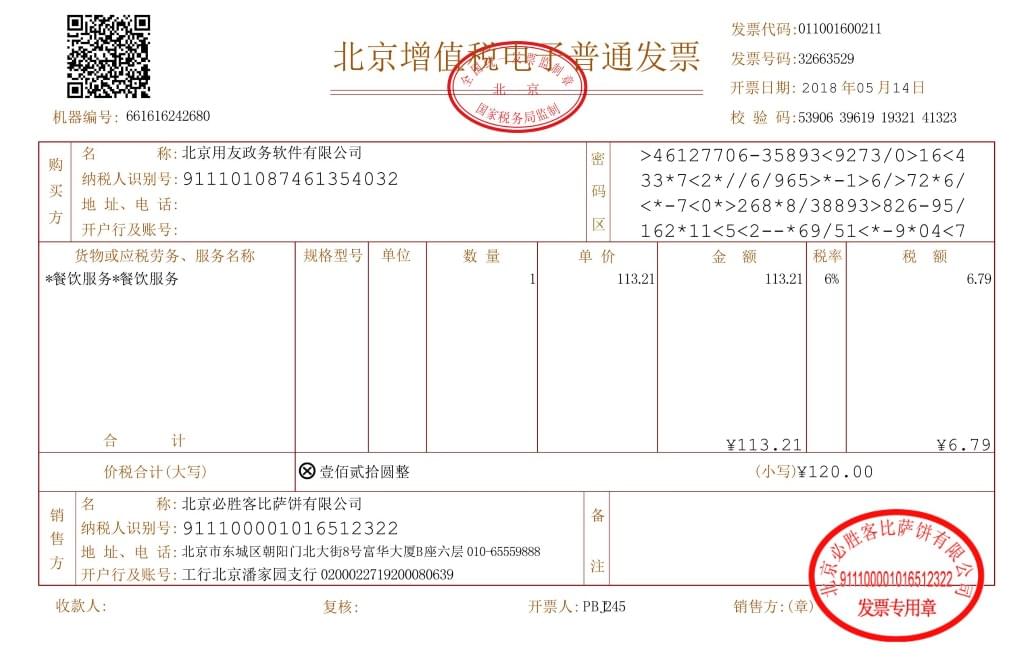 北京增值税电子普通发票
全国统一发票监制章
北 京
国家税务局监制
发票代码:011001600211
发票号码:32663529
开票日期: 2018 年05 月14日
校 验 码:53906 39619 19321 41323
机器编号: 661616242680
购买方
名 称: 北京用友政务软件有限公司
纳税人识别号: 911101087461354032
地 址、电 话:
开户行及账号:
密码区
>46127706-35893<9273/0>16<4
33*7<2*//6/965>*-1>6/>72*6/
<*-7<0*>268*8/38893>826-95/
162*11<5<2--*69/51<*-9*04<7
货物或应税劳务、服务名称 规格型号 单位 数 量 单 价 金 额 税率 税 额
*餐饮服务*餐饮服务 1 113.21 113.21 6% 6.79
合 计 ¥113.21 ¥6.79
价税合计(大写) ⊗ 壹佰贰拾圆整 (小写)¥120.00
销售方
名 称: 北京必胜客比萨饼有限公司
纳税人识别号: 911100001016512322
地 址、电 话: 北京市东城区朝阳门北大街8号富华大厦B座六层 010-65559888
开户行及账号: 工行北京潘家园支行 0200022719200080639
备注
收款人: 复核: 开票人: PBJ245 销售方:(章)
北京必胜客比萨饼有限公司
911100001016512322
发票专用章